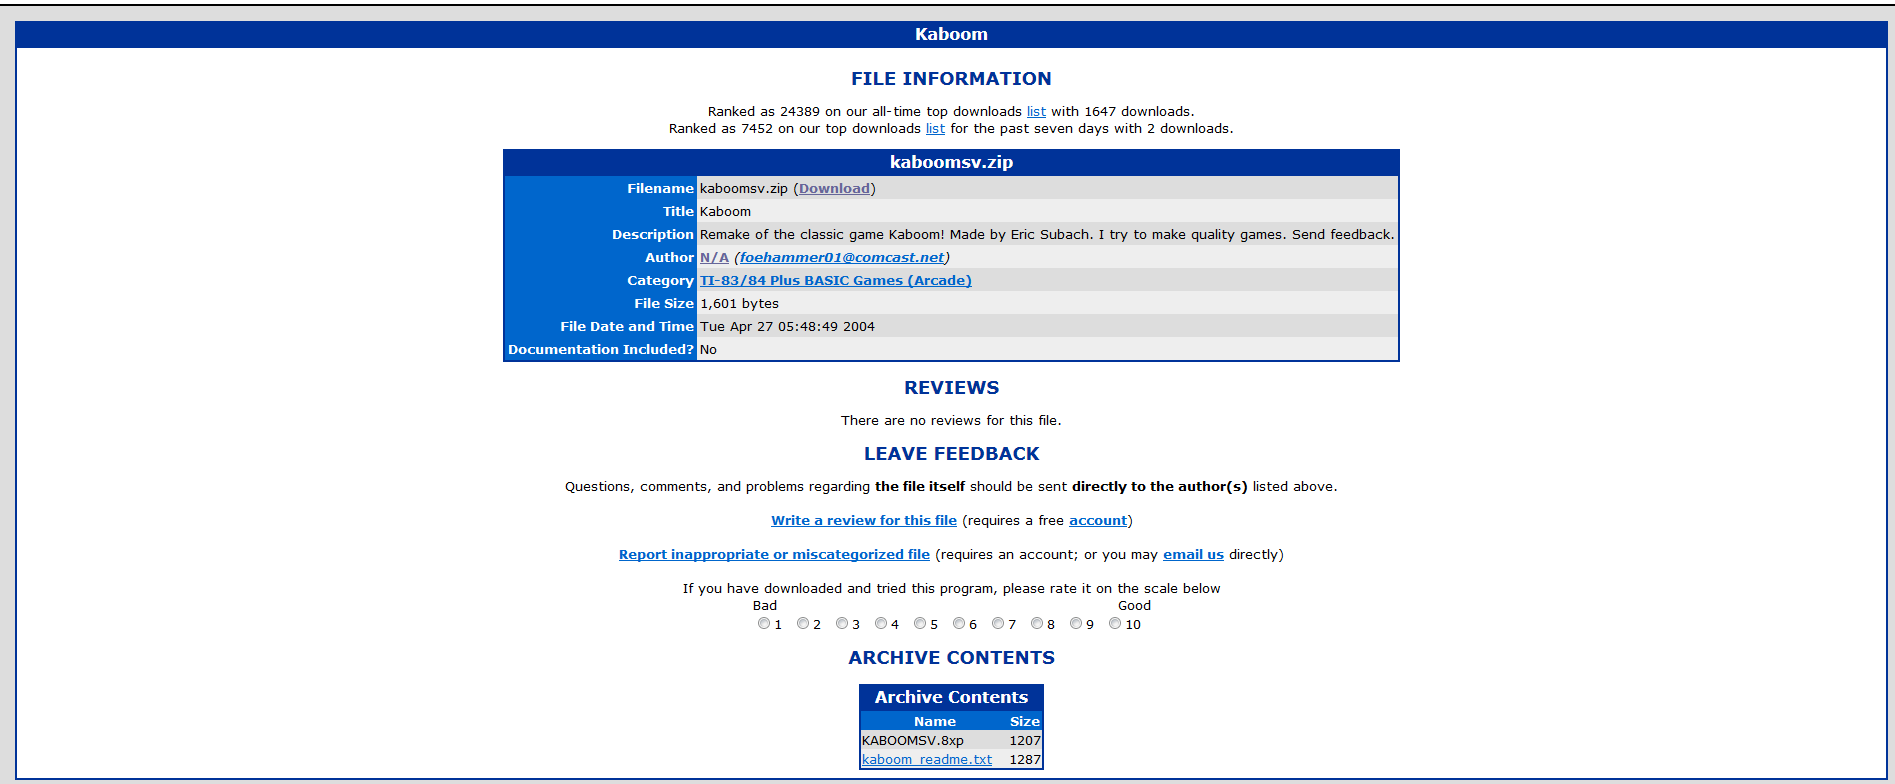 Kaboom
FILE INFORMATION
Ranked as 24389 on our all-time top downloads list with 1647 downloads.
Ranked as 7452 on our top downloads list for the past seven days with 2 downloads.
kaboomsv.zip
Filename kaboomsv.zip (Download)
Title Kaboom
Description Remake of the classic game Kaboom! Made by Eric Subach. I try to make quality games. Send feedback.
Author N/A (foehammer01@comcast.net)
Category TI-83/84 Plus BASIC Games (Arcade)
File Size 1,601 bytes
File Date and Time Tue Apr 27 05:48:49 2004
Documentation Included? No
REVIEWS
There are no reviews for this file.
LEAVE FEEDBACK
Questions, comments, and problems regarding the file itself should be sent directly to the author(s) listed above.
Write a review for this file (requires a free account)
Report inappropriate or miscategorized file (requires an account; or you may email us directly)
If you have downloaded and tried this program, please rate it on the scale below
Bad Good
1 2 3 4 5 6 7 8 9 10
ARCHIVE CONTENTS
Archive Contents
Name Size
KABOOMSV.8xp 1207
kaboom_readme.txt 1287